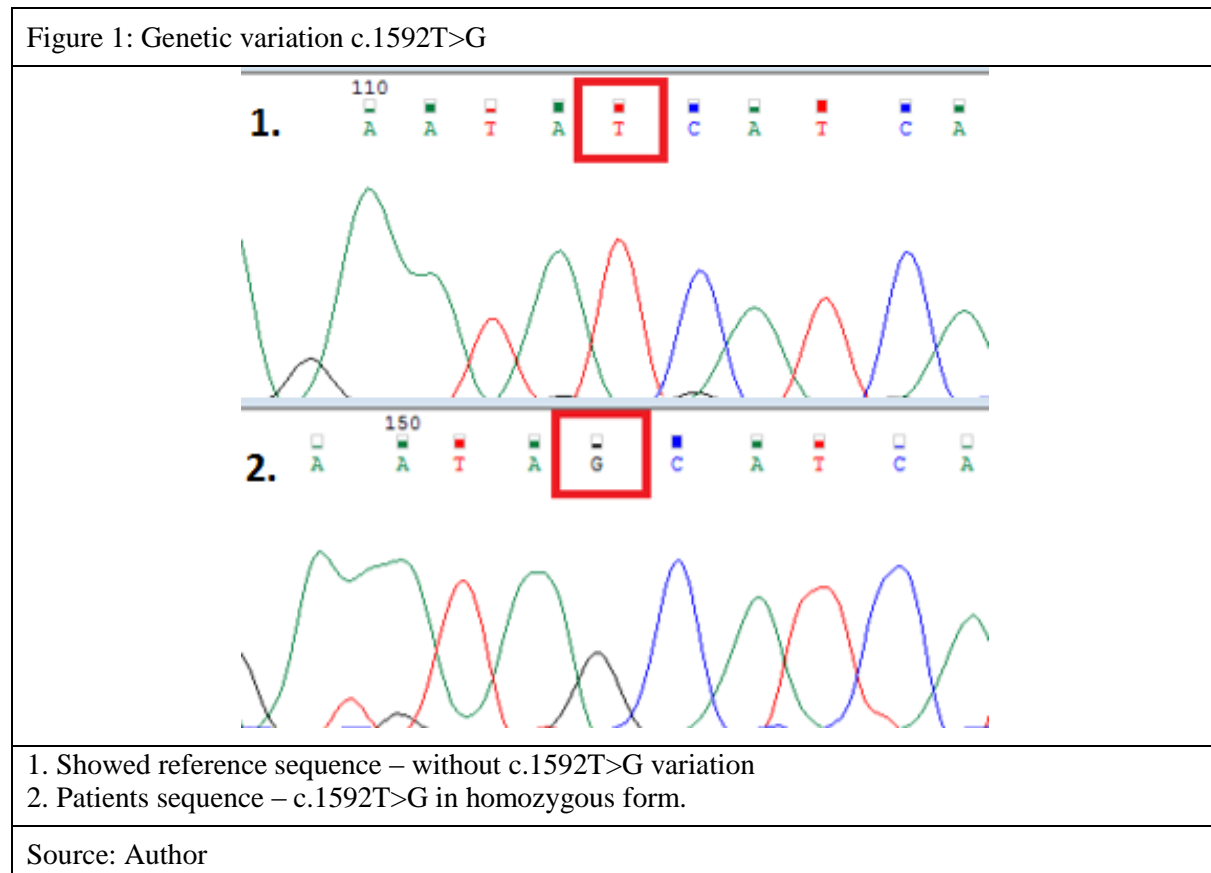 Figure 1: Genetic variation c.1592T>G
110
1. A A T A T C A T C A
150
2. A A T A G C A T C A
1. Showed reference sequence – without c.1592T>G variation
2. Patients sequence – c.1592T>G in homozygous form.
Source: Author